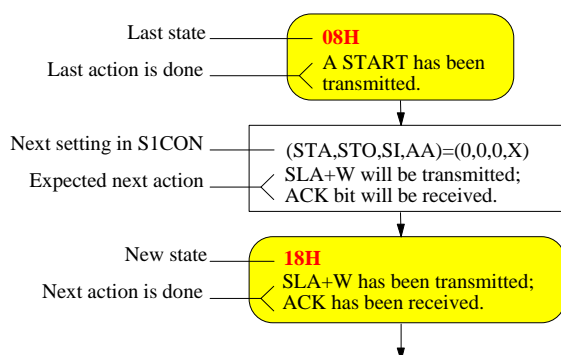 Last state
08H
Last action is done
A START has been
transmitted.
Next setting in S1CON
(STA,STO,SI,AA)=(0,0,0,X)
Expected next action
SLA+W will be transmitted;
ACK bit will be received.
New state
18H
Next action is done
SLA+W has been transmitted;
ACK has been received.